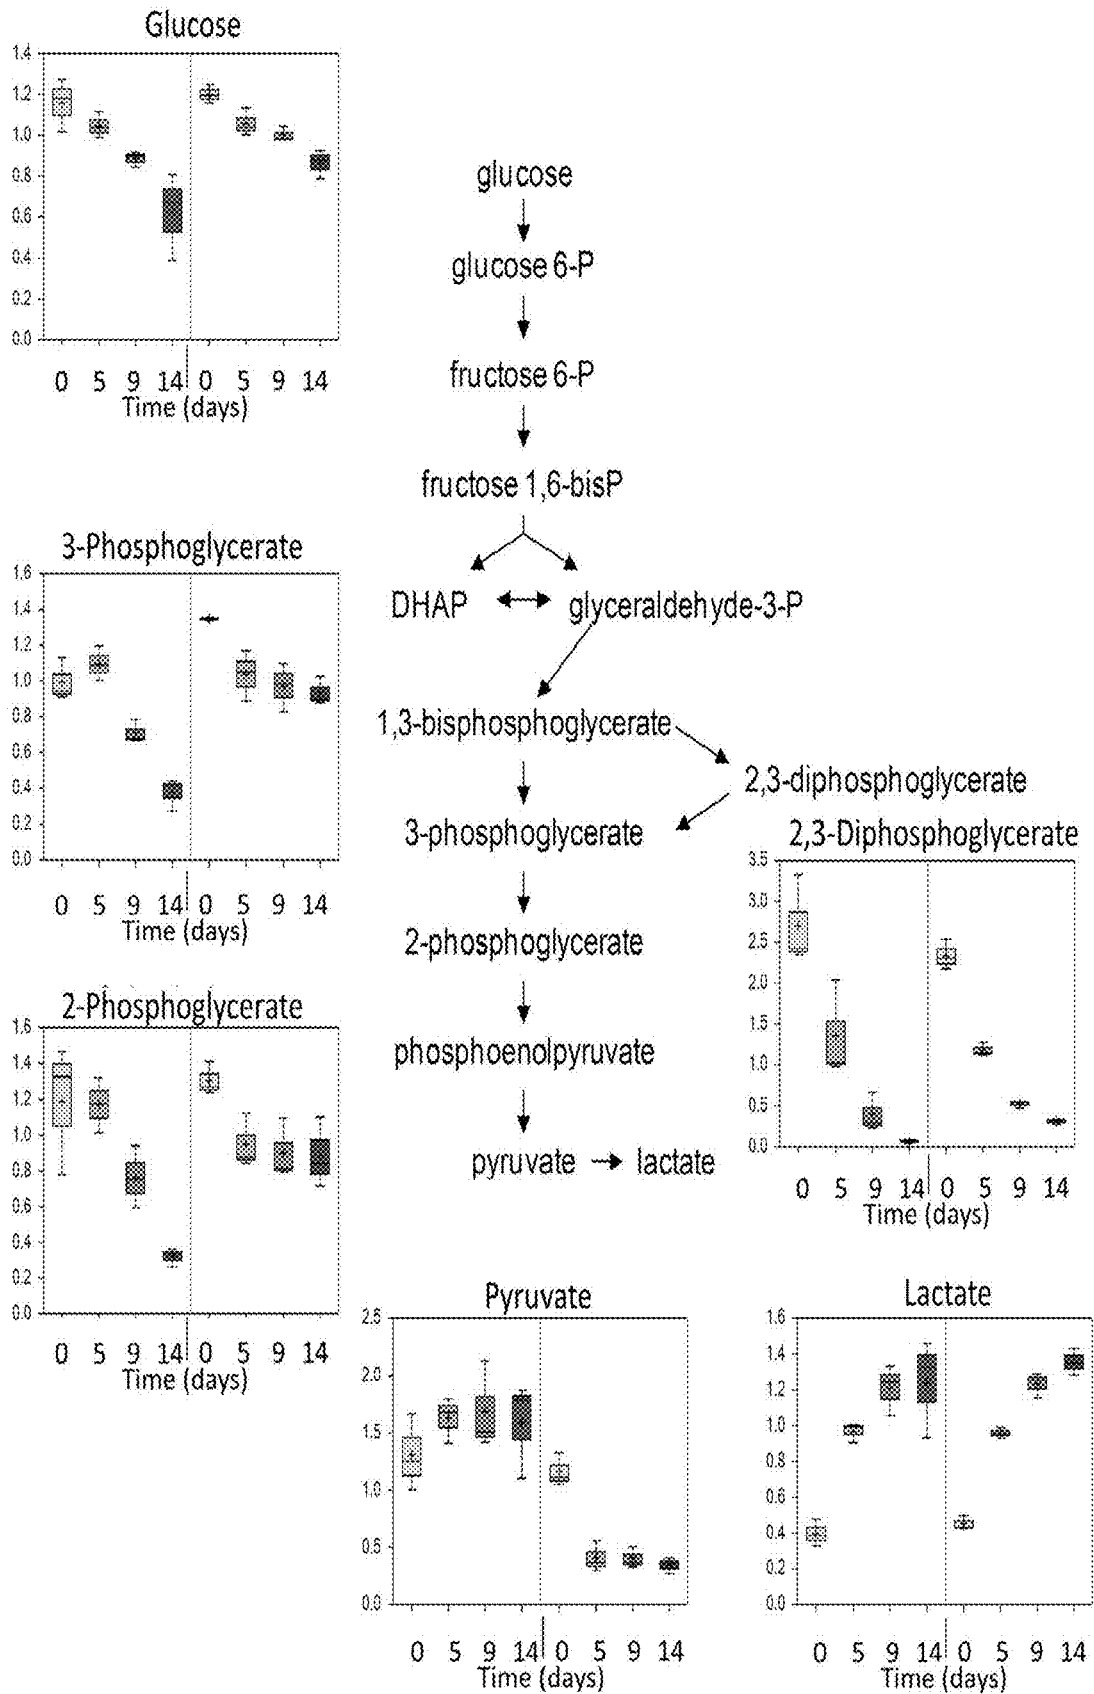 Glucose
1.4
1.2
1.0
0.8
0.6
0.4
0.2
0.0
0 5 9 14 0 5 9 14
Time (days)
glucose
glucose 6-P
fructose 6-P
fructose 1,6-bisP
DHAP
glyceraldehyde-3-P
1,3-bisphosphoglycerate
2,3-diphosphoglycerate
3-phosphoglycerate
2-phosphoglycerate
phosphoenolpyruvate
pyruvate
lactate
3-Phosphoglycerate
1.6
1.4
1.2
1.0
0.8
0.6
0.4
0.2
0.0
0 5 9 14 0 5 9 14
Time (days)
2,3-Diphosphoglycerate
3.5
3.0
2.5
2.0
1.5
1.0
0.5
0.0
0 5 9 14 0 5 9 14
Time (days)
2-Phosphoglycerate
1.6
1.4
1.2
1.0
0.8
0.6
0.4
0.2
0.0
0 5 9 14 0 5 9 14
Time (days)
Pyruvate
2.5
2.0
1.5
1.0
0.5
0.0
0 5 9 14 0 5 9 14
Time (days)
Lactate
1.6
1.4
1.2
1.0
0.8
0.6
0.4
0.2
0.0
0 5 9 14 0 5 9 14
Time (days)